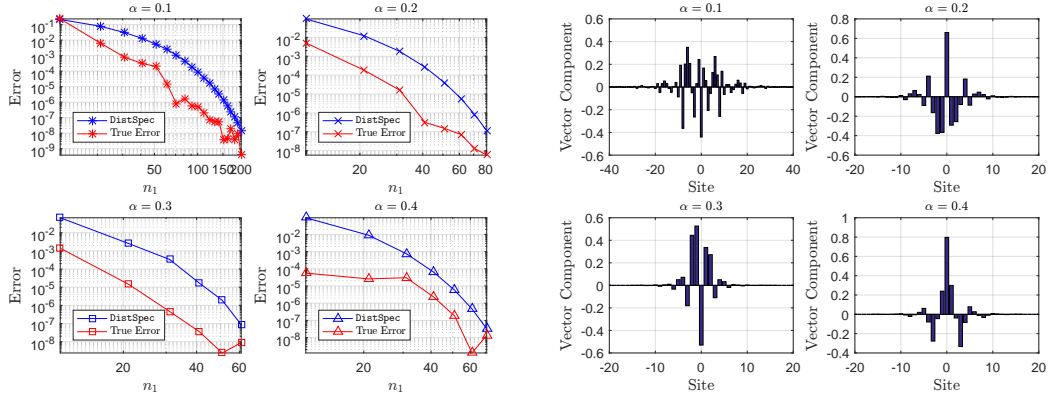 α = 0.1
Error
10^-1
10^-2
10^-3
10^-4
10^-5
10^-6
10^-7
10^-8
10^-9
DistSpec
True Error
50 100 150 200
n_1
α = 0.2
Error
10^-1
10^-2
10^-3
10^-4
10^-5
10^-6
10^-7
10^-8
DistSpec
True Error
20 40 60 80
n_1
α = 0.1
Vector Component
0.6
0.4
0.2
0
-0.2
-0.4
-0.6
-40 -20 0 20 40
Site
α = 0.2
Vector Component
0.8
0.6
0.4
0.2
0
-0.2
-0.4
-0.6
-20 -10 0 10 20
Site
α = 0.3
Error
10^-2
10^-3
10^-4
10^-5
10^-6
10^-7
10^-8
DistSpec
True Error
20 40 60
n_1
α = 0.4
Error
10^-1
10^-2
10^-3
10^-4
10^-5
10^-6
10^-7
10^-8
DistSpec
True Error
20 40 60
n_1
α = 0.3
Vector Component
0.6
0.4
0.2
0
-0.2
-0.4
-0.6
-20 -10 0 10 20
Site
α = 0.4
Vector Component
1
0.8
0.6
0.4
0.2
0
-0.2
-0.4
-20 -10 0 10 20
Site